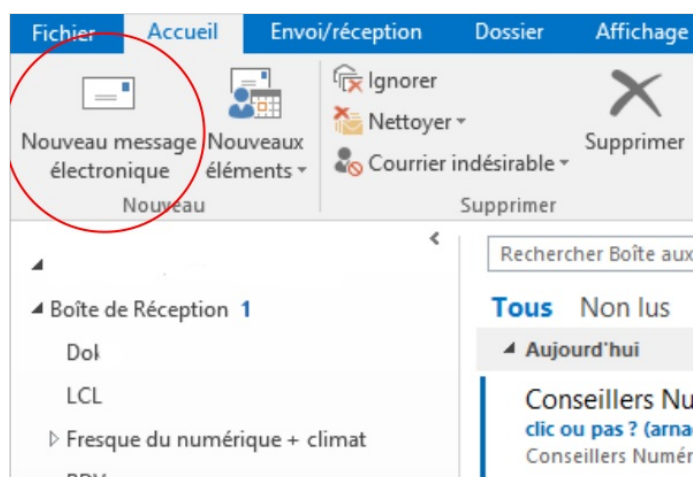 Fichier Accueil Envoi/réception Dossier Affichage
Ignorer
Nettoyer
Courrier indésirable
Nouveau message Nouveaux Supprimer
électronique éléments
Nouveau Supprimer
Rechercher Boîte aux
Boîte de Réception 1
Tous Non lus
Aujourd'hui
LCL
Conseillers Nu
clic ou pas ? (arna
Fresque du numérique + climat
Conseillers Numér